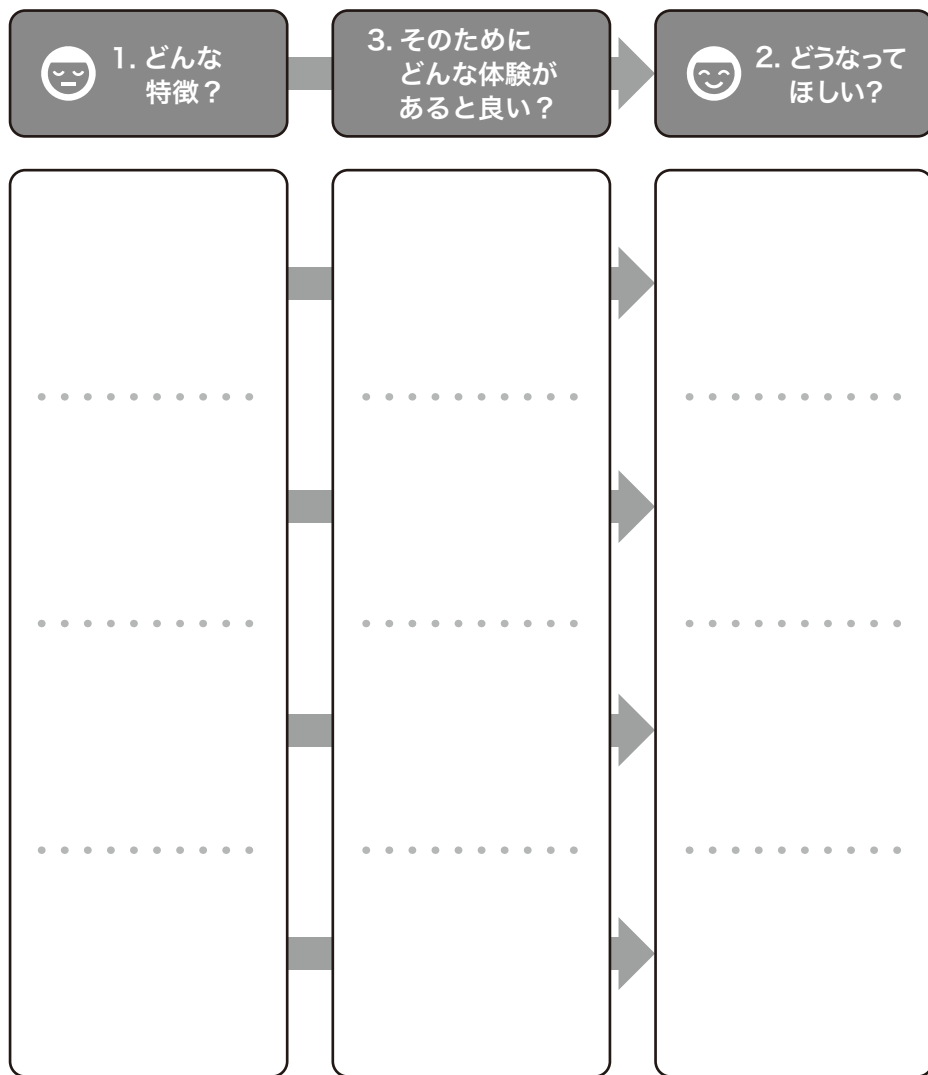 1. どんな
特徴？
3. そのために
どんな体験が
あると良い？
2. どうなって
ほしい？